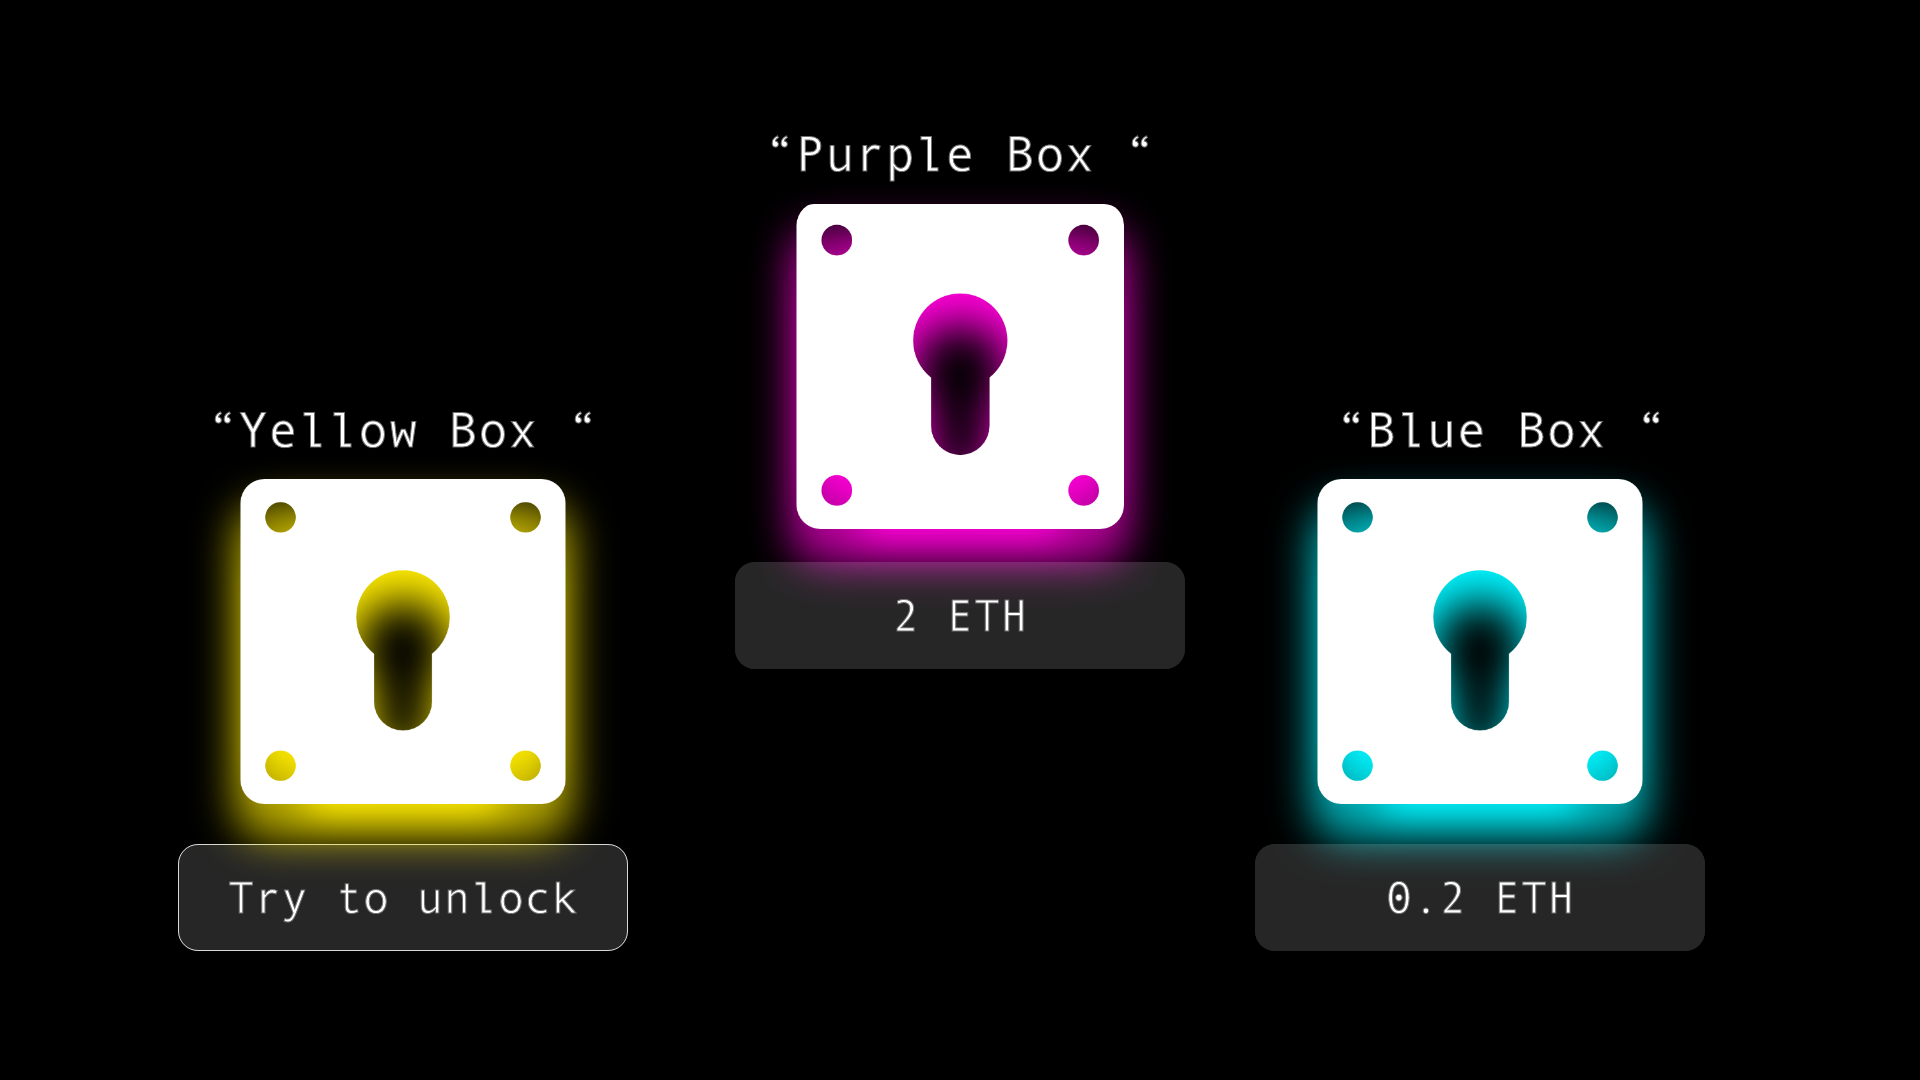 “Purple Box “
2 ETH
“Yellow Box “
Try to unlock
“Blue Box “
0.2 ETH